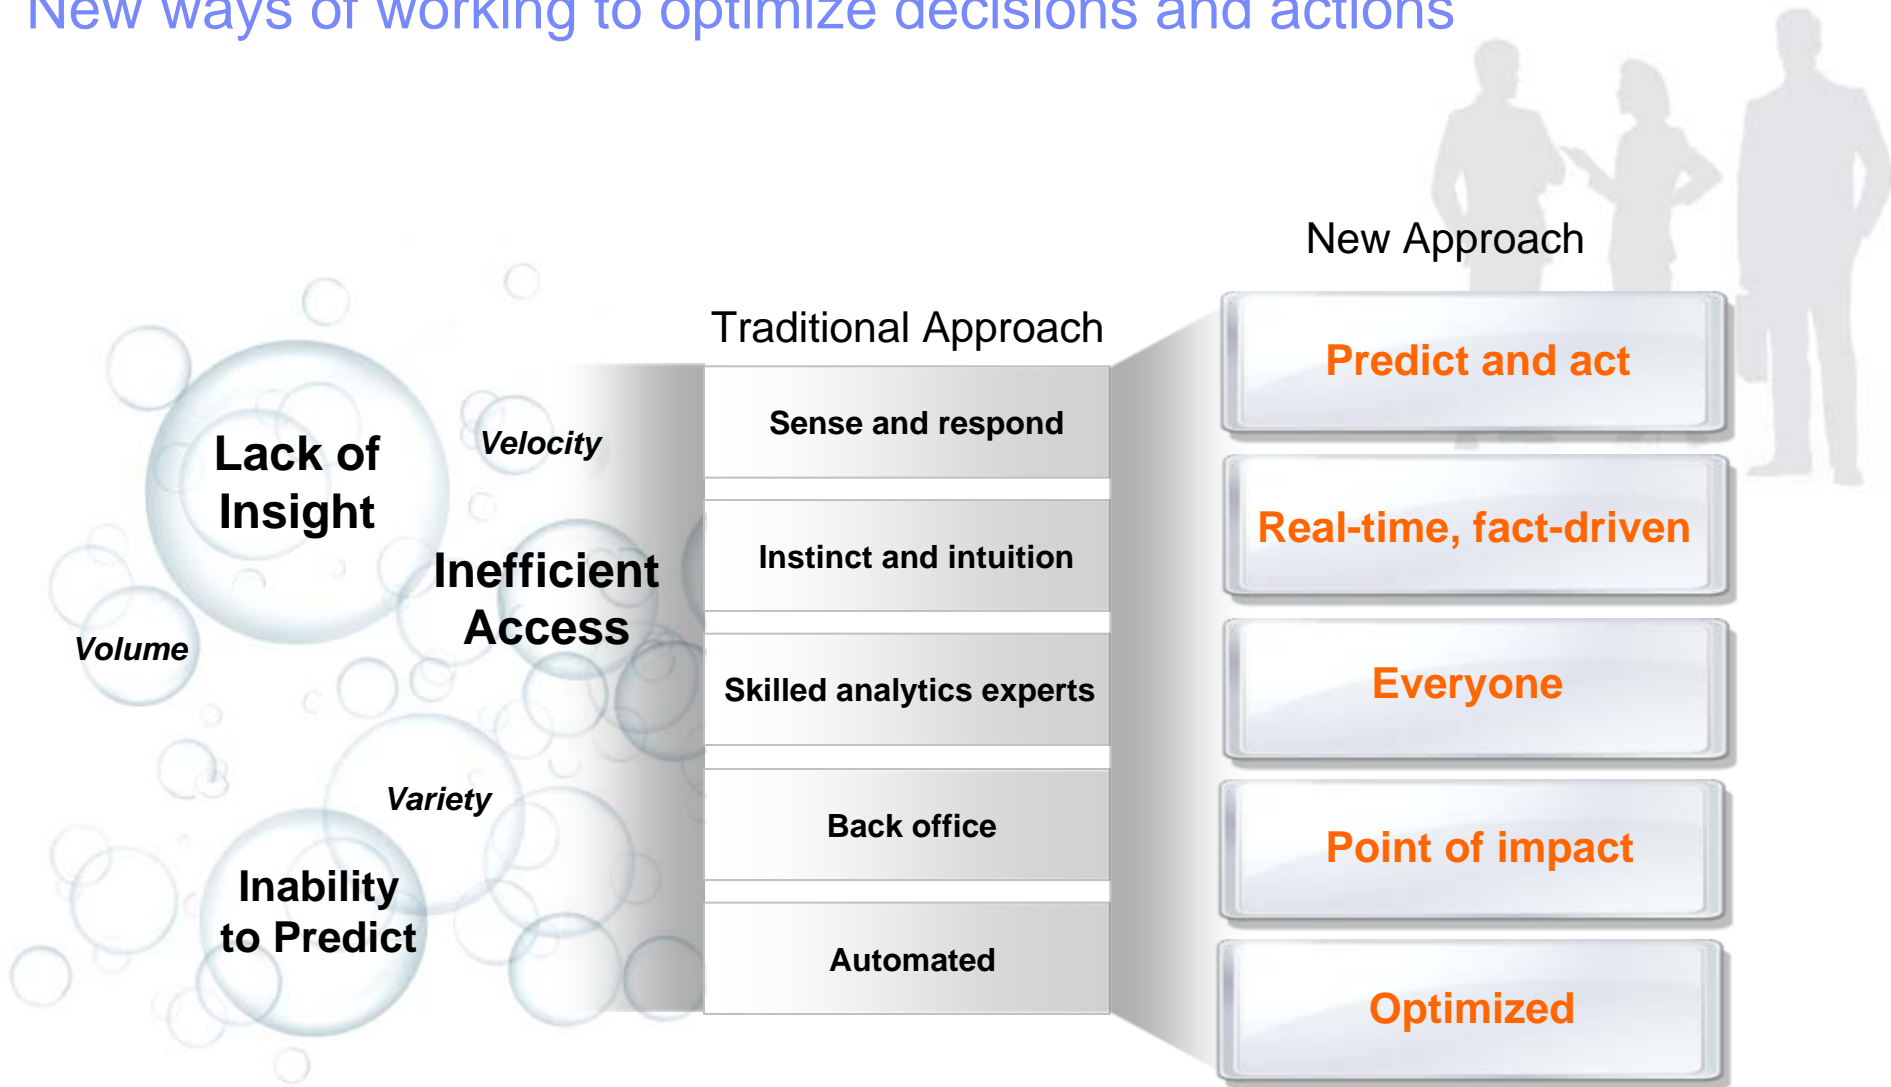 New ways of working to optimize decisions and actions
New Approach
Traditional Approach
Lack of
Insight
Velocity
Inefficient
Access
Volume
Variety
Inability
to Predict
Sense and respond
Instinct and intuition
Skilled analytics experts
Back office
Automated
Predict and act
Real-time, fact-driven
Everyone
Point of impact
Optimized